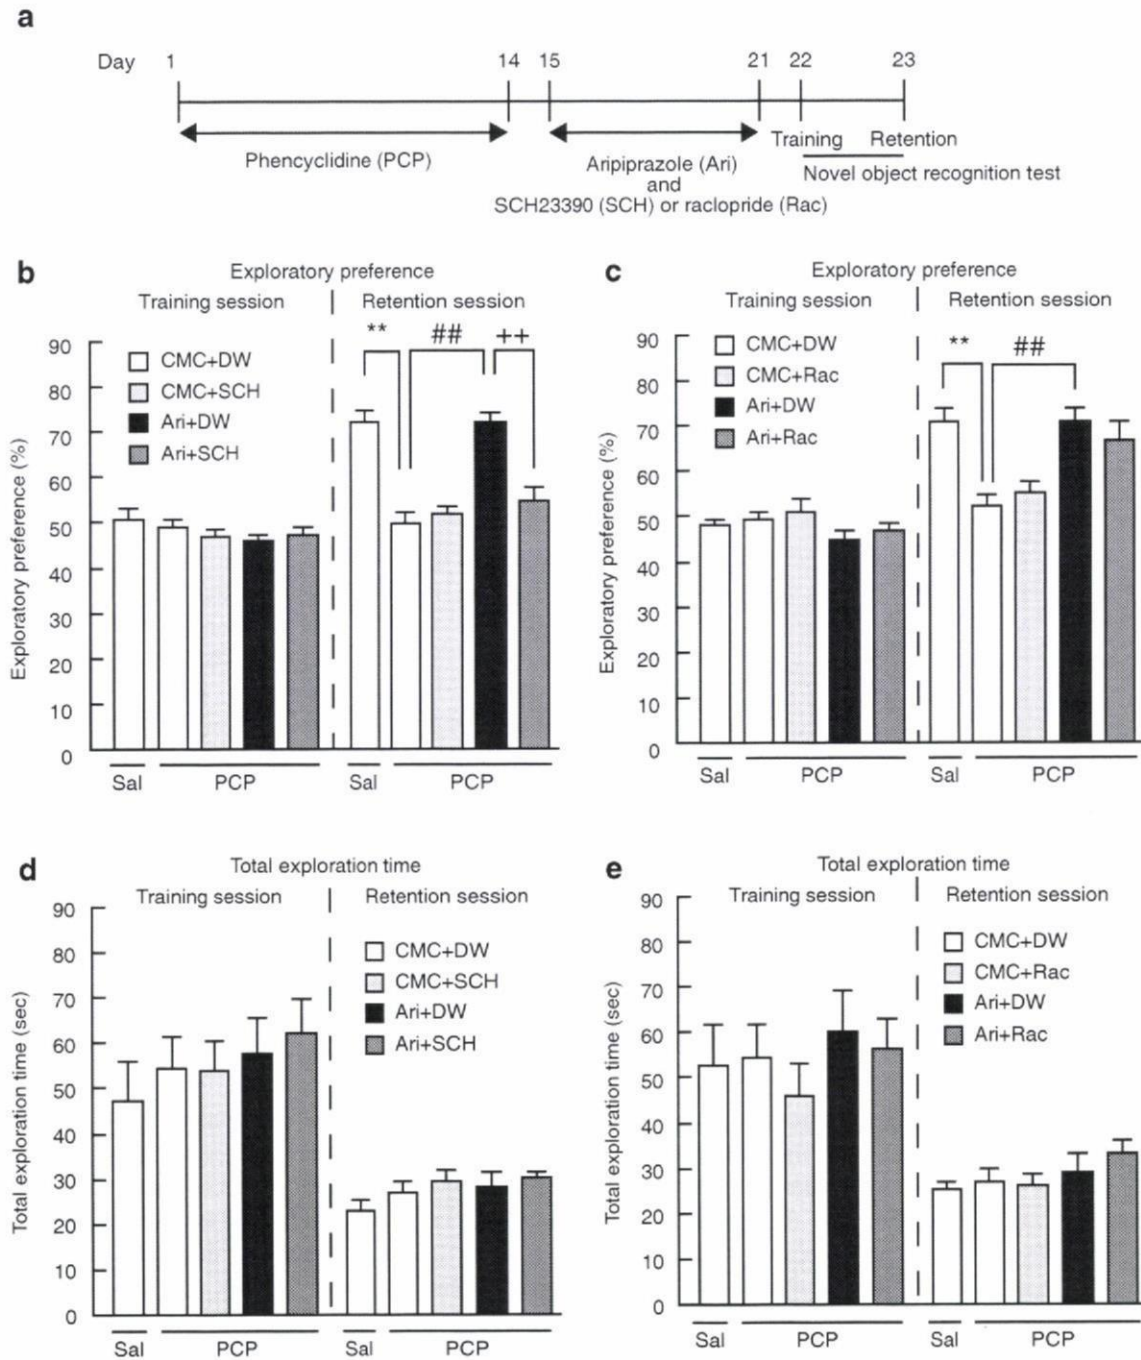 a
Day 1 14 15 21 22 23
Training Retention
Phencyclidine (PCP)
Aripiprazole (Ari)
and
SCH23390 (SCH) or raclopride (Rac)
Novel object recognition test
b
Exploratory preference
Training session
Retention session
** ## ++
CMC+DW
CMC+SCH
Ari+DW
Ari+SCH
Exploratory preference (%)
90
80
70
60
50
40
30
20
10
0
Sal PCP Sal PCP
c
Exploratory preference
Training session
Retention session
** ##
CMC+DW
CMC+Rac
Ari+DW
Ari+Rac
Exploratory preference (%)
90
80
70
60
50
40
30
20
10
0
Sal PCP Sal PCP
d
Total exploration time
Training session
Retention session
CMC+DW
CMC+SCH
Ari+DW
Ari+SCH
Total exploration time (sec)
90
80
70
60
50
40
30
20
10
0
Sal PCP Sal PCP
e
Total exploration time
Training session
Retention session
CMC+DW
CMC+Rac
Ari+DW
Ari+Rac
Total exploration time (sec)
90
80
70
60
50
40
30
20
10
0
Sal PCP Sal PCP